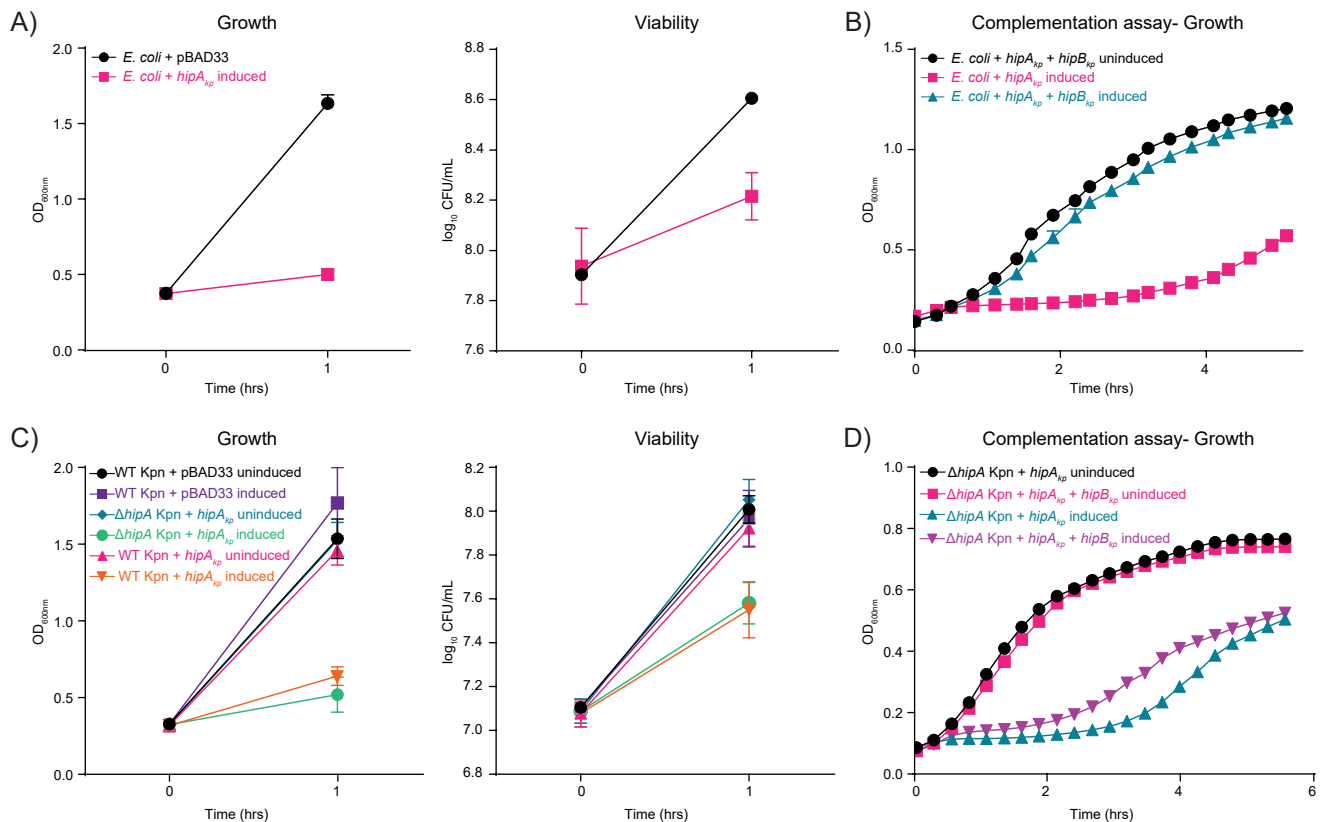 A)
Growth
2.0
1.5
1.0
0.5
0.0
OD600nm
E. coli + pBAD33
E. coli + hipAkp induced
0
1
Time (hrs)
Viability
8.8
8.6
8.4
8.2
8.0
7.8
7.6
log10 CFU/mL
0
1
Time (hrs)
B)
Complementation assay- Growth
1.5
1.0
0.5
0.0
OD600nm
E. coli + hipAkp + hipBkp uninduced
E. coli + hipAkp induced
E. coli + hipAkp + hipBkp induced
0
2
4
Time (hrs)
C)
Growth
2.0
1.5
1.0
0.5
0.0
OD600nm
WT Kpn + pBAD33 uninduced
WT Kpn + pBAD33 induced
ΔhipA Kpn + hipAkp uninduced
ΔhipA Kpn + hipAkp induced
WT Kpn + hipAkp uninduced
WT Kpn + hipAkp induced
0
1
Time (hrs)
Viability
8.2
8.0
7.8
7.6
7.4
7.2
7.0
6.8
log10 CFU/mL
0
1
Time (hrs)
D)
Complementation assay- Growth
1.0
0.8
0.6
0.4
0.2
0.0
OD600nm
ΔhipA Kpn + hipAkp uninduced
ΔhipA Kpn + hipAkp + hipBkp uninduced
ΔhipA Kpn + hipAkp induced
ΔhipA Kpn + hipAkp + hipBkp induced
0
2
4
6
Time (hrs)